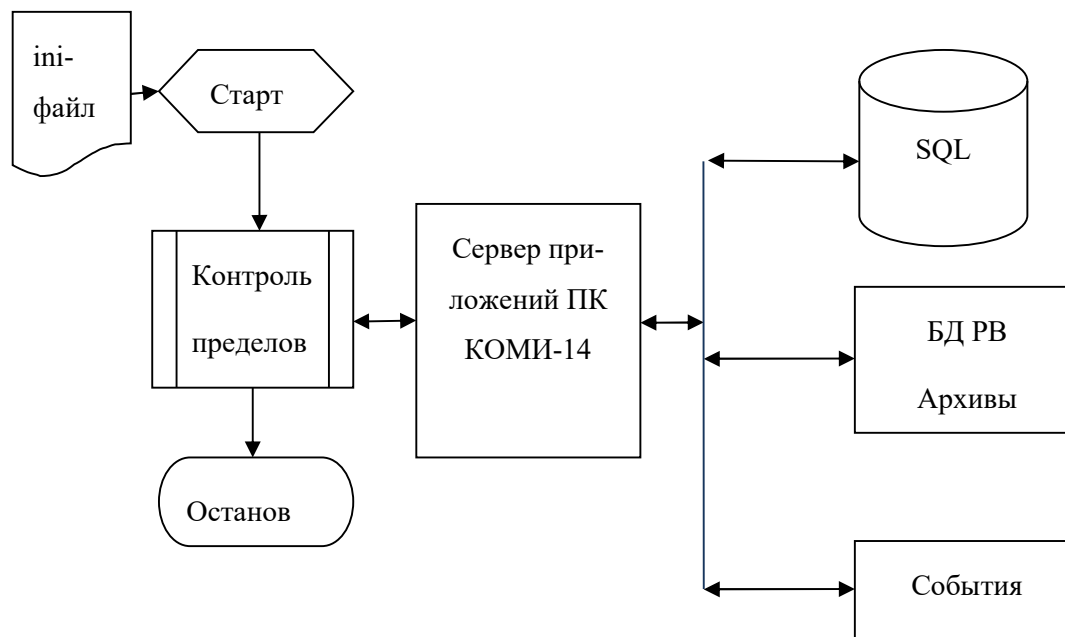 ini-
файл
Старт
SQL
Контроль
пределов
Сервер при-
ложений ПК
КОМИ-14
БД РВ
Архивы
Останов
События